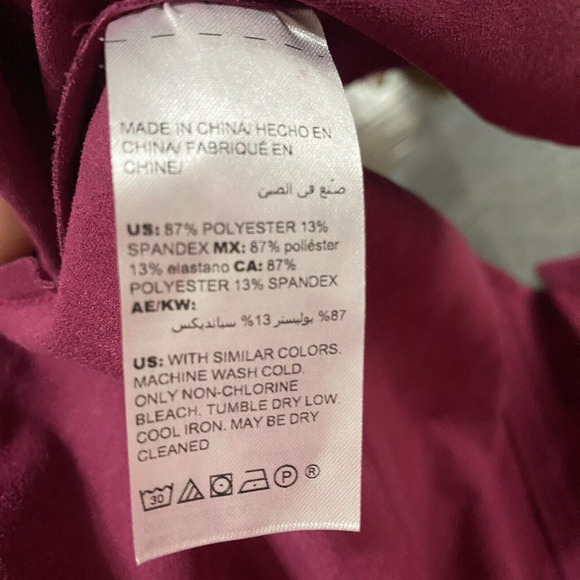 MADE IN CHINA/ HECHO EN
CHINA/ FABRIQUÉ EN
CHINE/
صنع في الصين
US: 87% POLYESTER 13%
SPANDEX MX: 87% poliéster
13% elastano CA: 87%
POLYESTER 13% SPANDEX
AE/KW:
87% بوليستر 13% سبانديكس
US: WITH SIMILAR COLORS.
MACHINE WASH COLD.
ONLY NON-CHLORINE
BLEACH. TUMBLE DRY LOW.
COOL IRON. MAY BE DRY
CLEANED
30 P ®